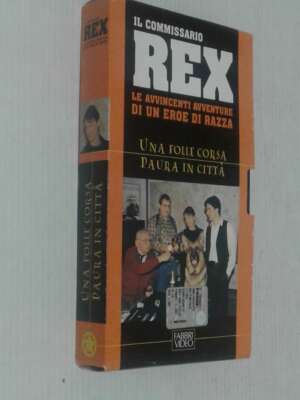 IL COMMISSARIO
REX
LE AVVINCENTI AVVENTURE
DI UN EROE DI RAZZA
UNA FOLLE CORSA
PAURA IN CITTÀ
FABBRI
VIDEO
REX
UNA FOLLE CORSA
PAURA IN CITTÀ